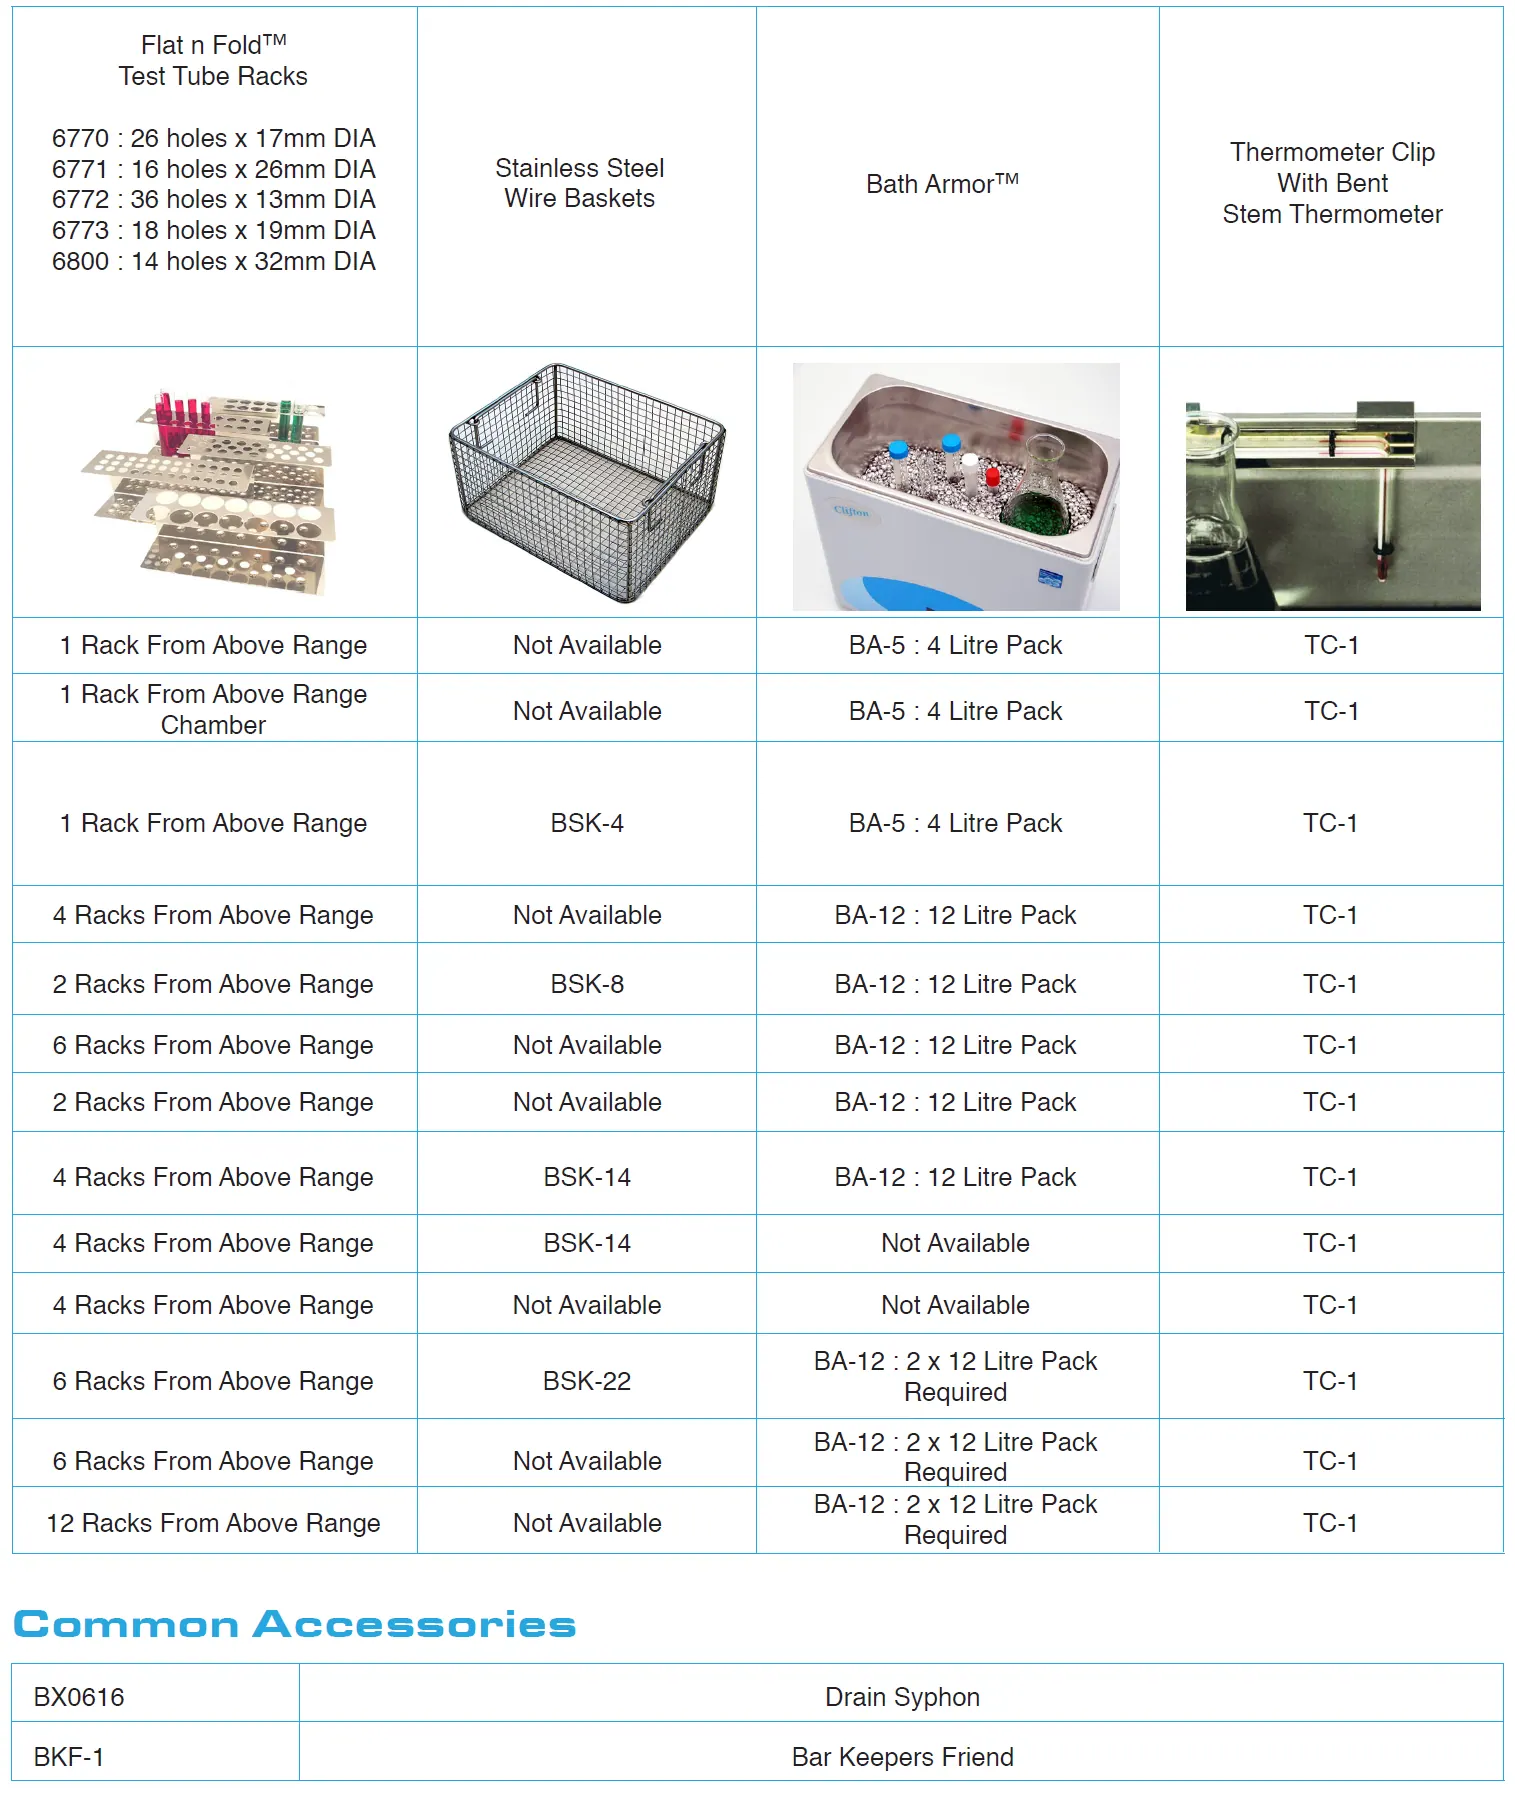 Flat n Fold™
Test Tube Racks
6770 : 26 holes x 17mm DIA
6771 : 16 holes x 26mm DIA
6772 : 36 holes x 13mm DIA
6773 : 18 holes x 19mm DIA
6800 : 14 holes x 32mm DIA
Stainless Steel
Wire Baskets
Bath Armor™
Thermometer Clip
With Bent
Stem Thermometer
Clifton
1 Rack From Above Range
Not Available
BA-5 : 4 Litre Pack
TC-1
1 Rack From Above Range
Chamber
Not Available
BA-5 : 4 Litre Pack
TC-1
1 Rack From Above Range
BSK-4
BA-5 : 4 Litre Pack
TC-1
4 Racks From Above Range
Not Available
BA-12 : 12 Litre Pack
TC-1
2 Racks From Above Range
BSK-8
BA-12 : 12 Litre Pack
TC-1
6 Racks From Above Range
Not Available
BA-12 : 12 Litre Pack
TC-1
2 Racks From Above Range
Not Available
BA-12 : 12 Litre Pack
TC-1
4 Racks From Above Range
BSK-14
BA-12 : 12 Litre Pack
TC-1
4 Racks From Above Range
BSK-14
Not Available
TC-1
4 Racks From Above Range
Not Available
Not Available
TC-1
6 Racks From Above Range
BSK-22
BA-12 : 2 x 12 Litre Pack
Required
TC-1
6 Racks From Above Range
Not Available
BA-12 : 2 x 12 Litre Pack
Required
TC-1
12 Racks From Above Range
Not Available
BA-12 : 2 x 12 Litre Pack
Required
TC-1
Common Accessories
BX0616
Drain Syphon
BKF-1
Bar Keepers Friend